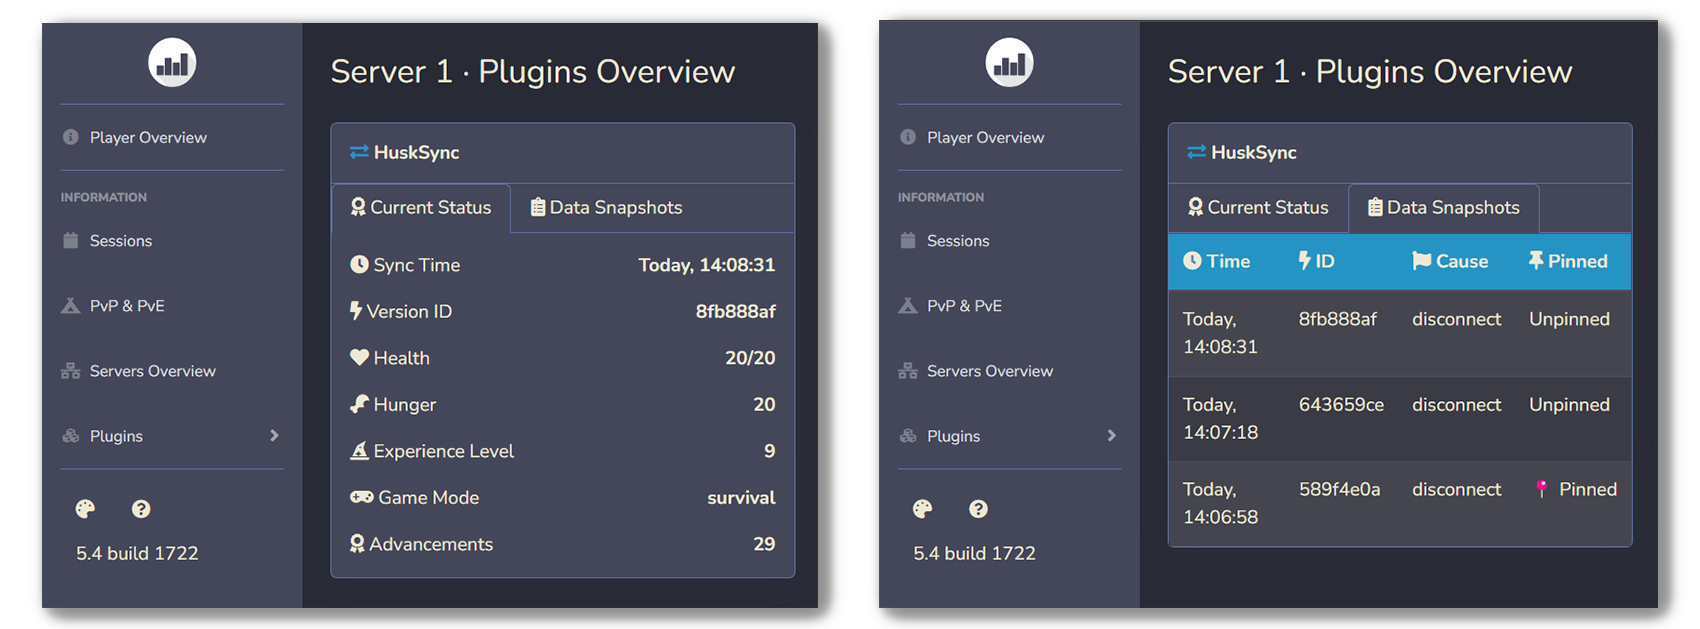 Server 1 · Plugins Overview
Player Overview
HuskSync
INFORMATION
Current Status
Data Snapshots
Sessions
Sync Time
Today, 14:08:31
PvP & PvE
Version ID
8fb888af
Health
20/20
Servers Overview
Hunger
20
Plugins
Experience Level
9
Game Mode
survival
5.4 build 1722
Advancements
29
Server 1 · Plugins Overview
Player Overview
HuskSync
INFORMATION
Current Status
Data Snapshots
Sessions
Time
ID
Cause
Pinned
PvP & PvE
Today,
14:08:31
8fb888af
disconnect
Unpinned
Servers Overview
Today,
14:07:18
643659ce
disconnect
Unpinned
Plugins
Today,
14:06:58
589f4e0a
disconnect
Pinned
5.4 build 1722